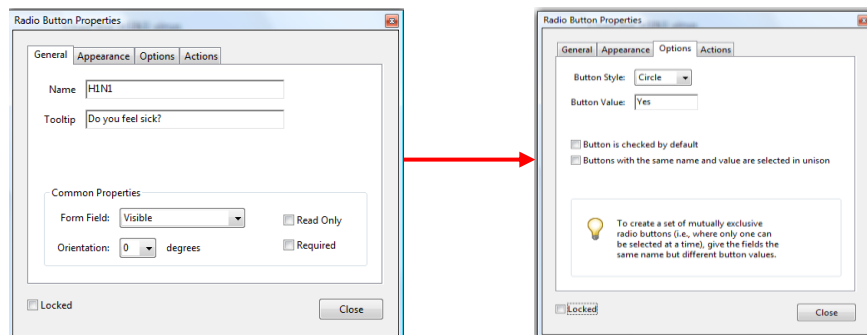 Radio Button Properties
General Appearance Options Actions
Name H1N1
Tooltip Do you feel sick?
Common Properties
Form Field: Visible
Read Only
Orientation: 0 degrees
Required
Locked
Close
Radio Button Properties
General Appearance Options Actions
Button Style: Circle
Button Value: Yes
Button is checked by default
Buttons with the same name and value are selected in unison
To create a set of mutually exclusive
radio buttons (i.e., where only one can
be selected at a time), give the fields the
same name but different button values.
Locked
Close